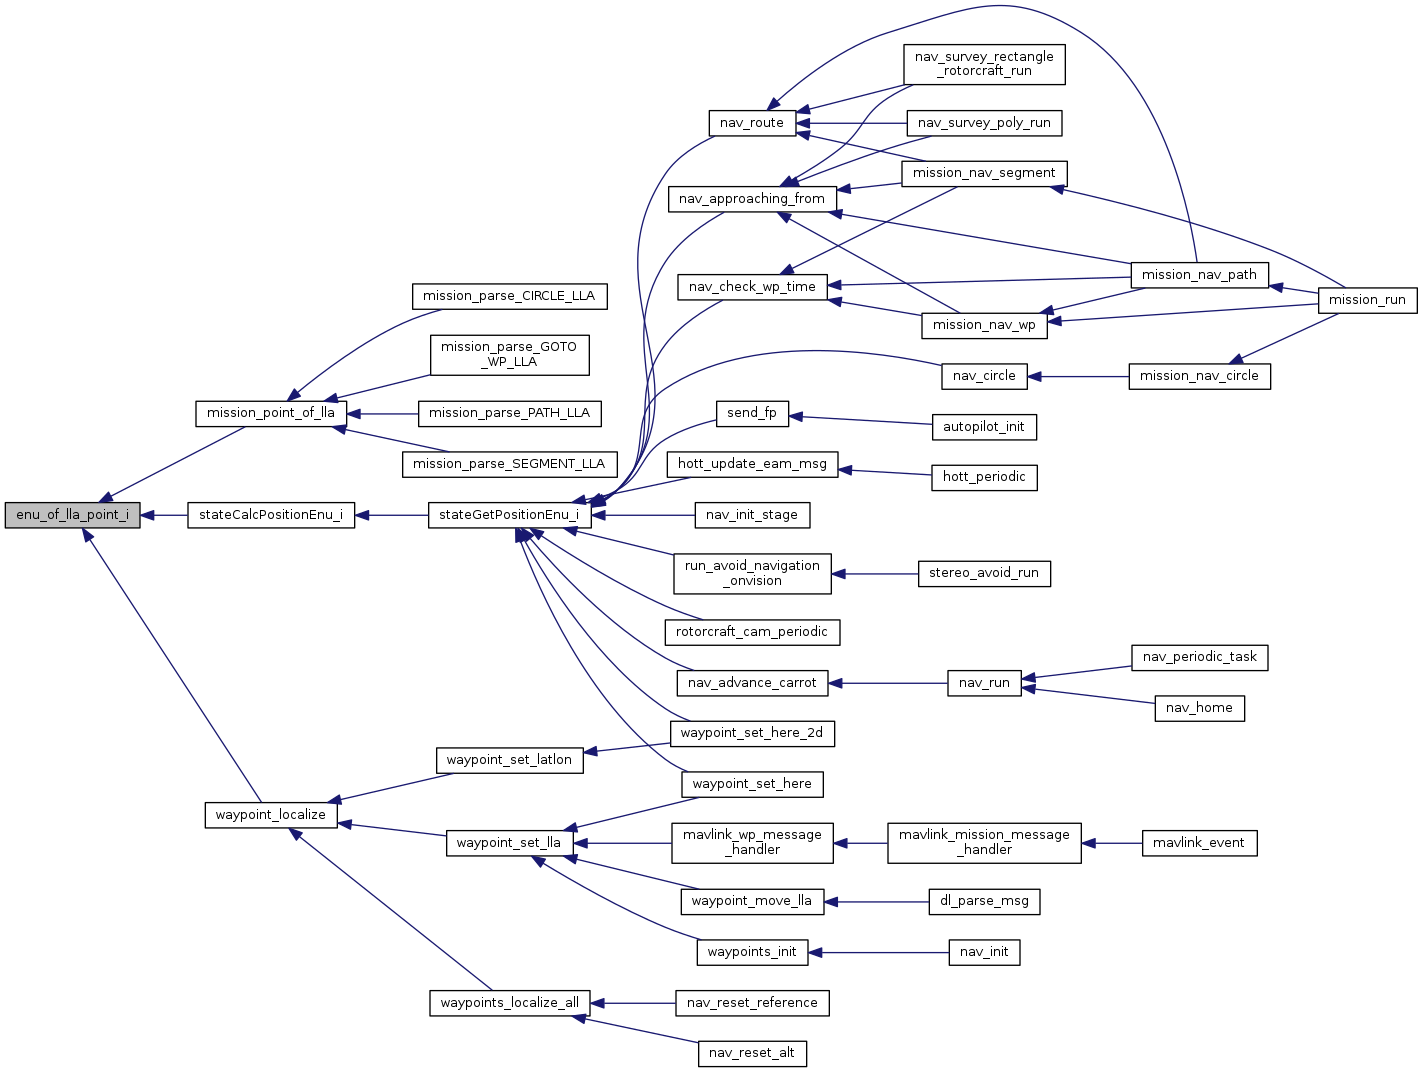 enu_of_lla_point_i
mission_point_of_lla
mission_parse_CIRCLE_LLA
mission_parse_GOTO
_WP_LLA
mission_parse_PATH_LLA
mission_parse_SEGMENT_LLA
stateCalcPositionEnu_i
stateGetPositionEnu_i
nav_route
nav_survey_rectangle
_rotorcraft_run
nav_survey_poly_run
mission_nav_segment
nav_approaching_from
nav_check_wp_time
mission_nav_path
mission_run
mission_nav_wp
nav_circle
mission_nav_circle
send_fp
autopilot_init
hott_update_eam_msg
hott_periodic
nav_init_stage
run_avoid_navigation
_onvision
stereo_avoid_run
rotorcraft_cam_periodic
nav_advance_carrot
nav_run
nav_periodic_task
nav_home
waypoint_set_here_2d
waypoint_set_here
waypoint_localize
waypoint_set_latlon
waypoint_set_lla
mavlink_wp_message
_handler
mavlink_mission_message
_handler
mavlink_event
waypoint_move_lla
dl_parse_msg
waypoints_init
nav_init
waypoints_localize_all
nav_reset_reference
nav_reset_alt